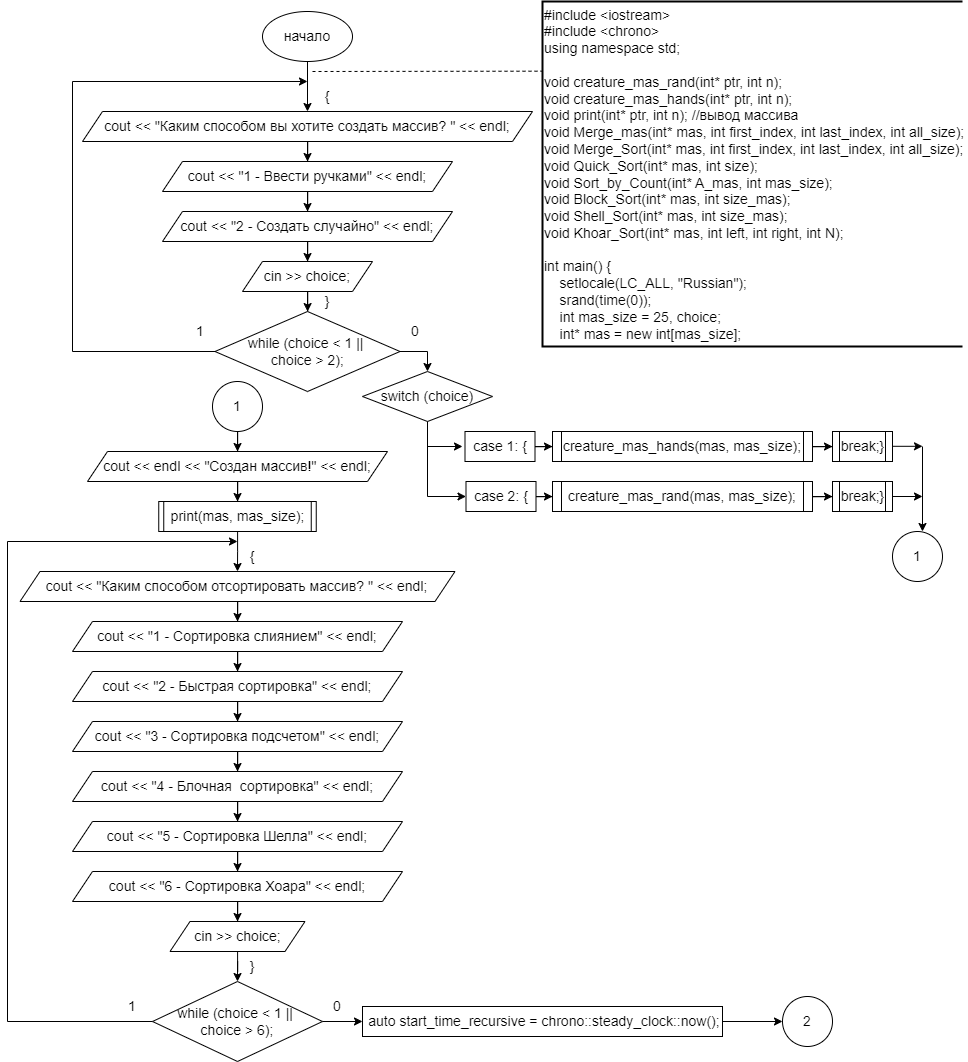 начало
#include <iostream>
#include <chrono>
using namespace std;
void creature_mas_rand(int* ptr, int n);
void creature_mas_hands(int* ptr, int n);
void print(int* ptr, int n); //вывод массива
void Merge_mas(int* mas, int first_index, int last_index, int all_size);
void Merge_Sort(int* mas, int first_index, int last_index, int all_size);
void Quick_Sort(int* mas, int size);
void Sort_by_Count(int* A_mas, int mas_size);
void Block_Sort(int* mas, int size_mas);
void Shell_Sort(int* mas, int size_mas);
void Khoar_Sort(int* mas, int left, int right, int N);
int main() {
setlocale(LC_ALL, "Russian");
srand(time(0));
int mas_size = 25, choice;
int* mas = new int[mas_size];
{
cout << "Каким способом вы хотите создать массив? " << endl;
cout << "1 - Ввести ручками" << endl;
cout << "2 - Создать случайно" << endl;
cin >> choice;
}
1
while (choice < 1 ||
choice > 2);
0
switch (choice)
case 1: {
creature_mas_hands(mas, mas_size);
break;}
case 2: {
creature_mas_rand(mas, mas_size);
break;}
1
1
cout << endl << "Создан массив!" << endl;
print(mas, mas_size);
{
cout << "Каким способом отсортировать массив? " << endl;
cout << "1 - Сортировка слиянием" << endl;
cout << "2 - Быстрая сортировка" << endl;
cout << "3 - Сортировка подсчетом" << endl;
cout << "4 - Блочная  сортировка" << endl;
cout << "5 - Сортировка Шелла" << endl;
cout << "6 - Сортировка Хоара" << endl;
cin >> choice;
}
1
while (choice < 1 ||
choice > 6);
0
auto start_time_recursive = chrono::steady_clock::now();
2